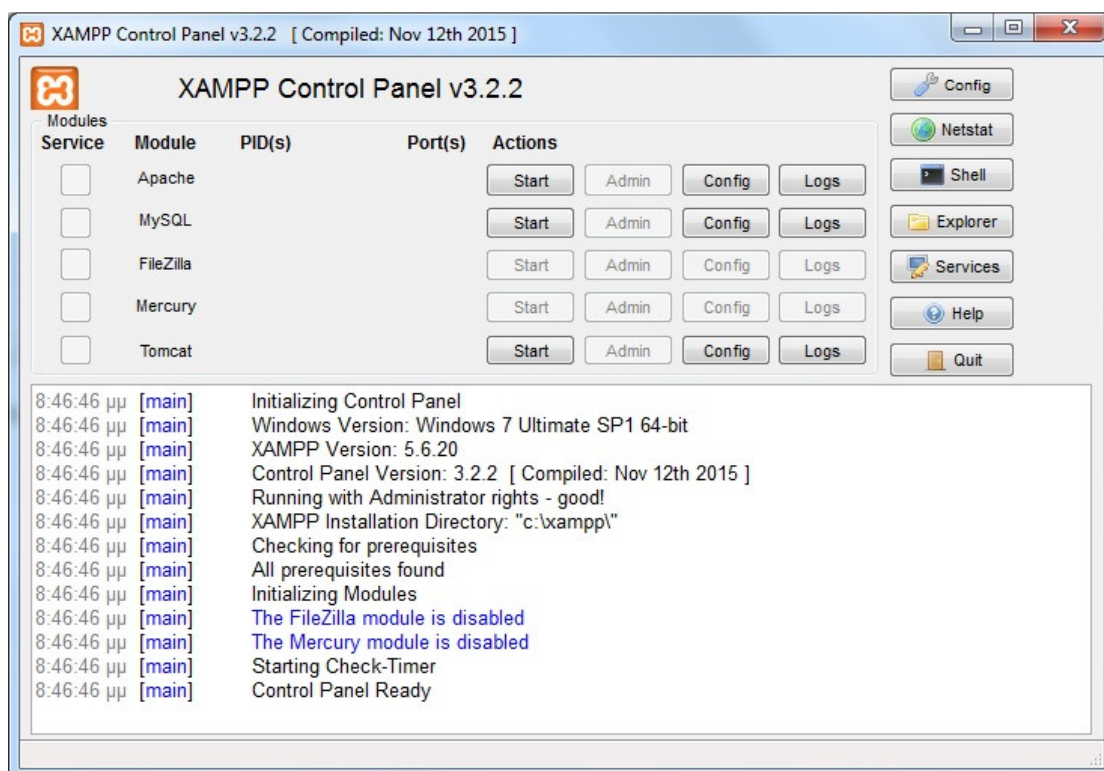 XAMPP Control Panel v3.2.2 [ Compiled: Nov 12th 2015 ]
XAMPP Control Panel v3.2.2
Config
Modules
Service Module PID(s) Port(s) Actions
Netstat
Apache Start Admin Config Logs
Shell
MySQL Start Admin Config Logs
Explorer
FileZilla Start Admin Config Logs
Services
Mercury Start Admin Config Logs
Help
Tomcat Start Admin Config Logs
Quit
8:46:46 μμ [main] Initializing Control Panel
8:46:46 μμ [main] Windows Version: Windows 7 Ultimate SP1 64-bit
8:46:46 μμ [main] XAMPP Version: 5.6.20
8:46:46 μμ [main] Control Panel Version: 3.2.2 [ Compiled: Nov 12th 2015 ]
8:46:46 μμ [main] Running with Administrator rights - good!
8:46:46 μμ [main] XAMPP Installation Directory: "c:\xampp\"
8:46:46 μμ [main] Checking for prerequisites
8:46:46 μμ [main] All prerequisites found
8:46:46 μμ [main] Initializing Modules
8:46:46 μμ [main] The FileZilla module is disabled
8:46:46 μμ [main] The Mercury module is disabled
8:46:46 μμ [main] Starting Check-Timer
8:46:46 μμ [main] Control Panel Ready